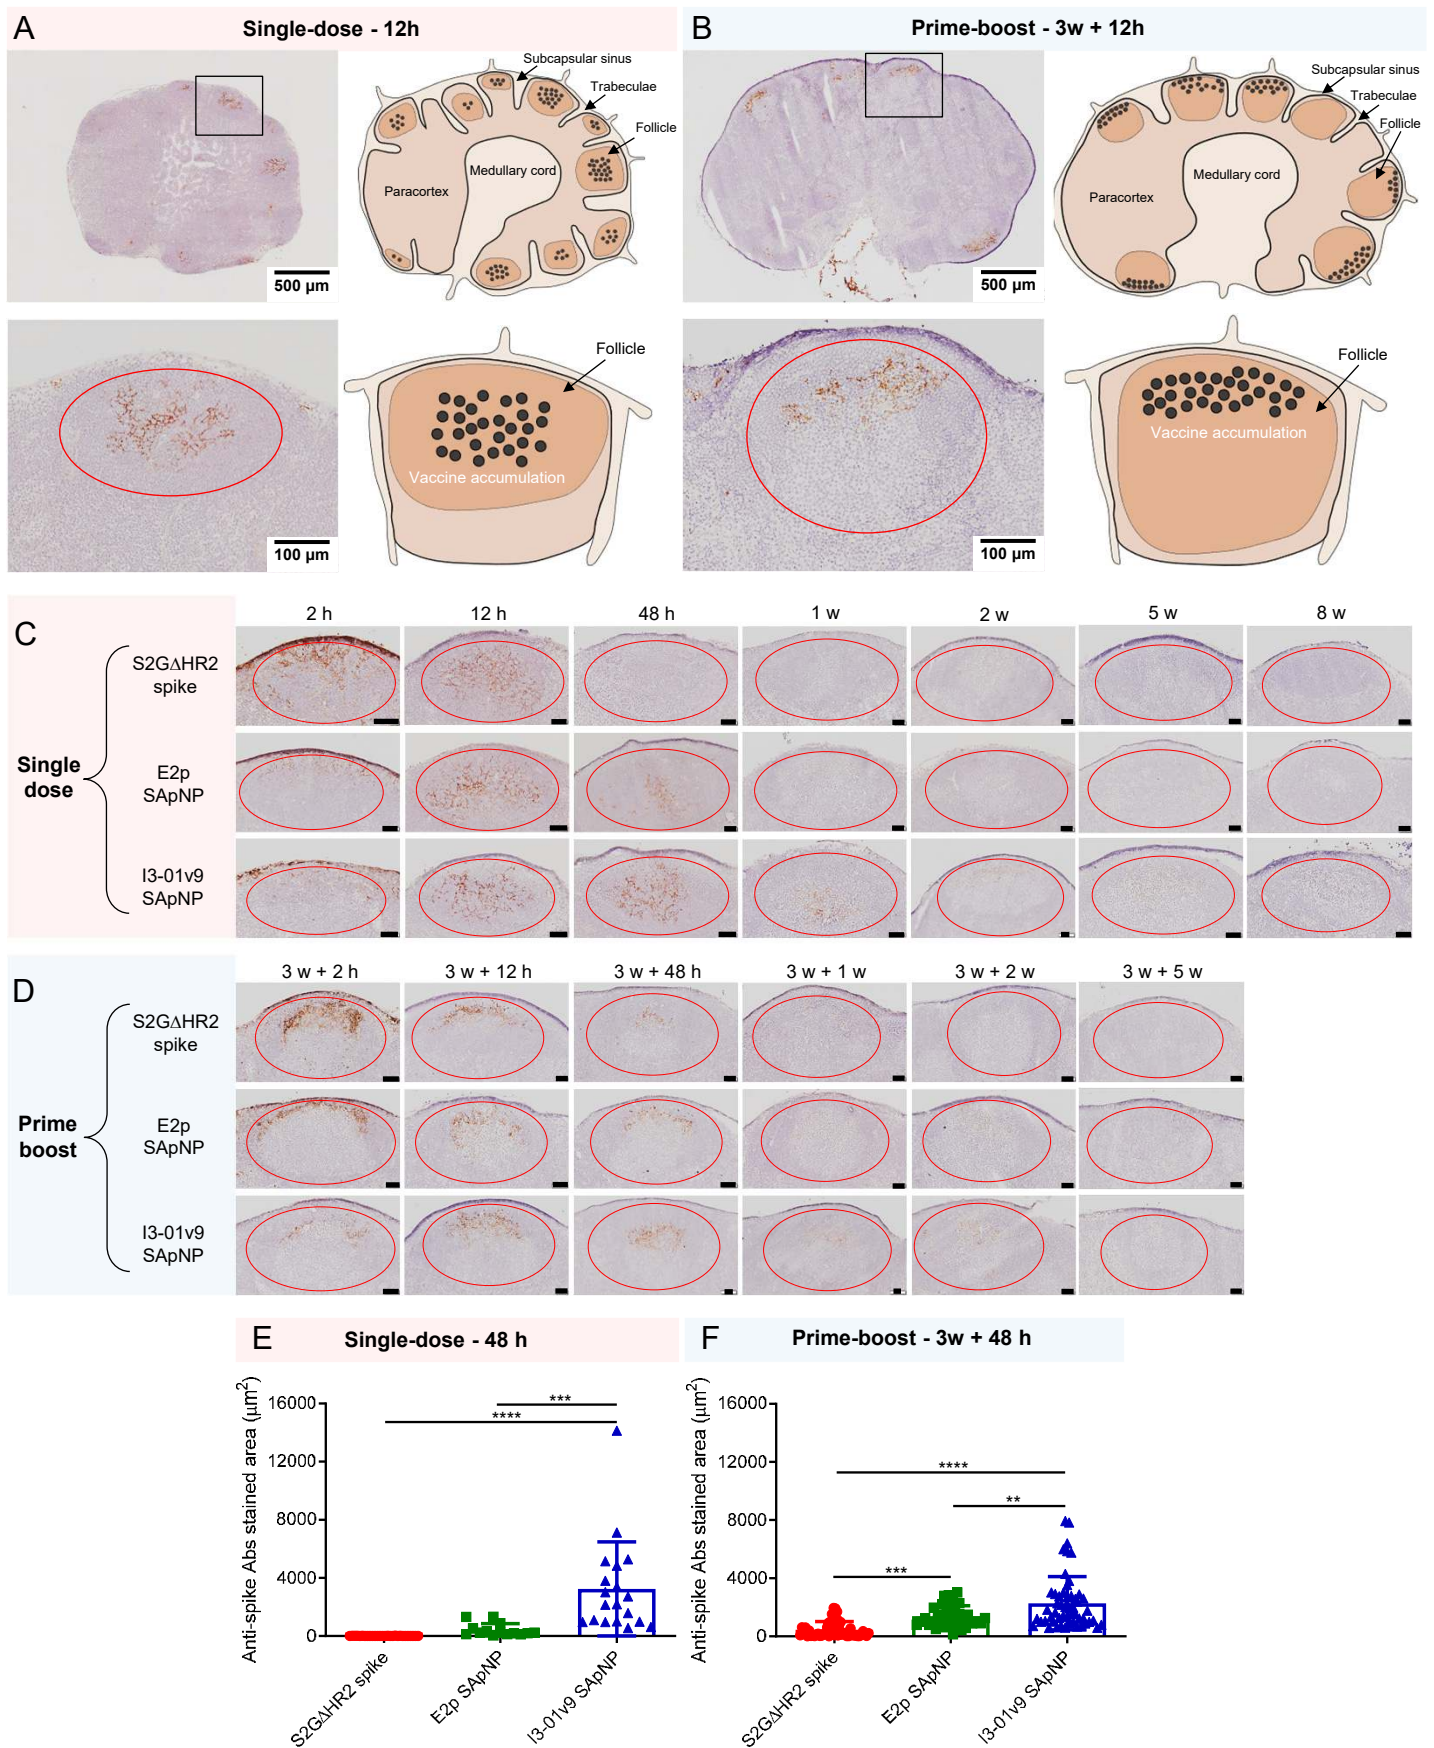 A
Single-dose - 12h
B
Prime-boost - 3w + 12h
Subcapsular sinus
Trabeculae
Follicle
Medullary cord
Paracortex
500 µm
Subcapsular sinus
Trabeculae
Follicle
Medullary cord
Paracortex
500 µm
Follicle
Vaccine accumulation
100 µm
Follicle
Vaccine accumulation
100 µm
C
2 h
12 h
48 h
1 w
2 w
5 w
8 w
Single
dose
S2GΔHR2
spike
E2p
SApNP
I3-01v9
SApNP
D
3 w + 2 h
3 w + 12 h
3 w + 48 h
3 w + 1 w
3 w + 2 w
3 w + 5 w
Prime
boost
S2GΔHR2
spike
E2p
SApNP
I3-01v9
SApNP
E
Single-dose - 48 h
Anti-spike Abs stained area (µm²)
16000
12000
8000
4000
0
***
****
S2GΔHR2 spike
E2p SApNP
I3-01v9 SApNP
F
Prime-boost - 3w + 48 h
Anti-spike Abs stained area (µm²)
16000
12000
8000
4000
0
****
**
***
S2GΔHR2 spike
E2p SApNP
I3-01v9 SApNP